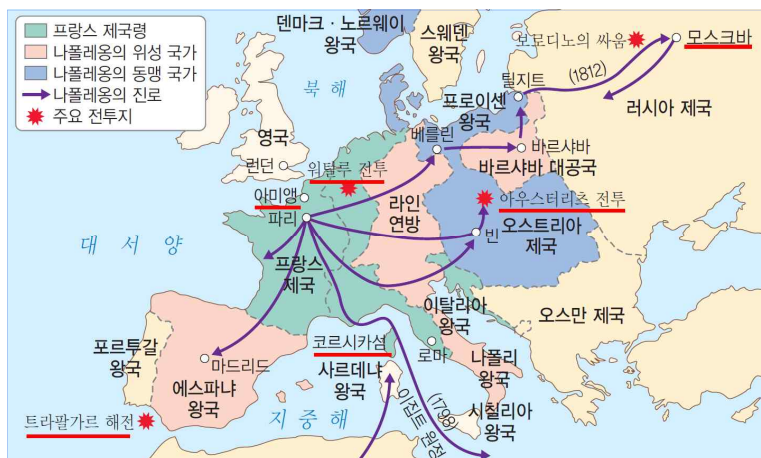 프랑스 제국령
나폴레옹의 위성 국가
나폴레옹의 동맹 국가
나폴레옹의 진로
주요 전투지
덴마크 · 노르웨이
왕국
스웨덴
왕국
보로디노의 싸움
모스크바
(1812)
러시아 제국
북해
틸지트
프로이센
왕국
베를린
바르샤바
바르샤바 대공국
영국
런던
워털루 전투
아미앵
파리
라인
연방
아우스터리츠 전투
빈
오스트리아
제국
대서양
프랑스
제국
이탈리아
왕국
오스만 제국
코르시카섬
로마
나폴리
왕국
포르투갈
왕국
마드리드
에스파냐
왕국
사르데냐
왕국
(1798)
이집트 원정
시칠리아
왕국
트라팔가르 해전
지중해